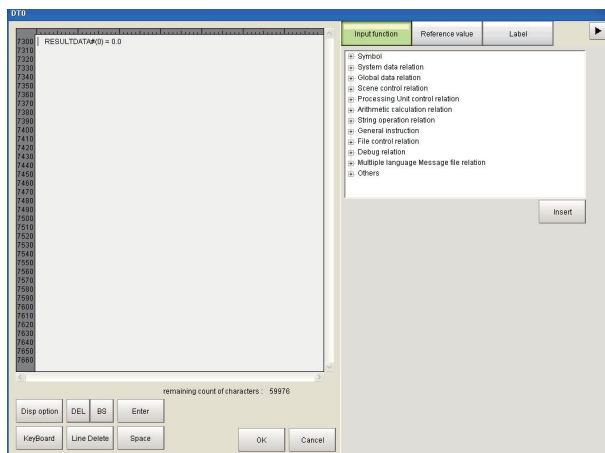 DT0
7300 RESULTDATA#(0) = 0.0
7310
7320
7330
7340
7350
7360
7370
7380
7390
7400
7410
7420
7430
7440
7450
7460
7470
7480
7490
7500
7510
7520
7530
7540
7550
7560
7570
7580
7590
7600
7610
7620
7630
7640
7650
7660
remaining count of characters : 59976
Disp option
DEL
BS
Enter
KeyBoard
Line Delete
Space
OK
Cancel
Input function
Reference value
Label
Symbol
System data relation
Global data relation
Scene control relation
Processing Unit control relation
Arithmetic calculation relation
String operation relation
General instruction
File control relation
Debug relation
Multiple language Message file relation
Others
Insert